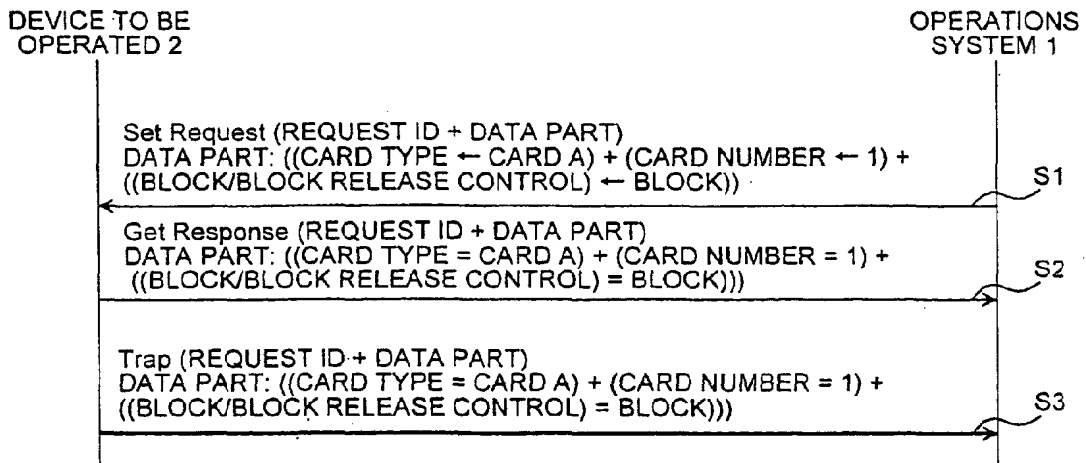 DEVICE TO BE
OPERATED 2
OPERATIONS
SYSTEM 1
Set Request (REQUEST ID + DATA PART)
DATA PART: ((CARD TYPE ← CARD A) + (CARD NUMBER ← 1) +
((BLOCK/BLOCK RELEASE CONTROL) ← BLOCK))
S1
Get Response (REQUEST ID + DATA PART)
DATA PART: ((CARD TYPE = CARD A) + (CARD NUMBER = 1) +
((BLOCK/BLOCK RELEASE CONTROL) = BLOCK)))
S2
Trap (REQUEST ID + DATA PART)
DATA PART: ((CARD TYPE = CARD A) + (CARD NUMBER = 1) +
((BLOCK/BLOCK RELEASE CONTROL) = BLOCK)))
S3